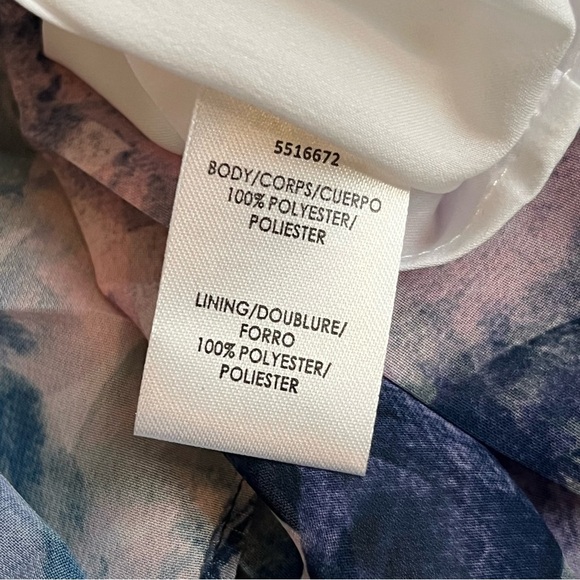 5516672
BODY/CORPS/CUERPO
100% POLYESTER/
POLIESTER
LINING/DOUBLURE/
FORRO
100% POLYESTER/
POLIESTER